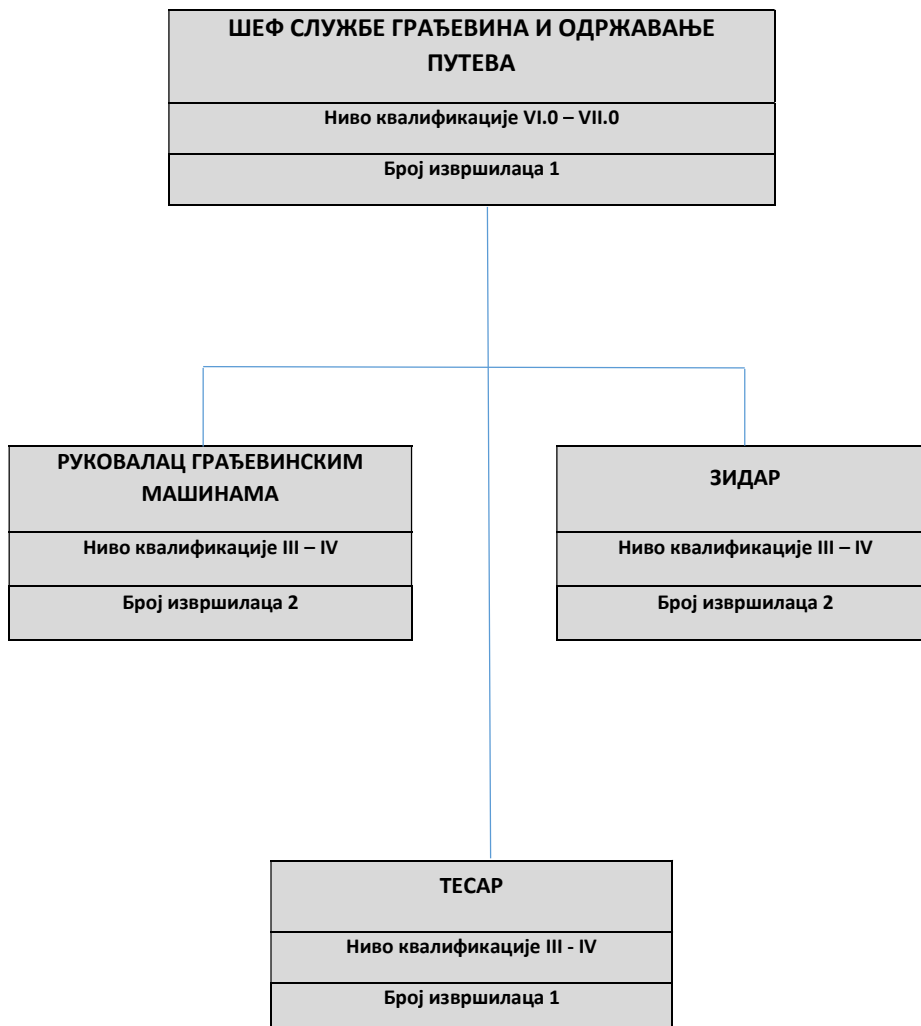 ШЕФ СЛУЖБЕ ГРАЂЕВИНА И ОДРЖАВАЊЕ
ПУТЕВА
Ниво квалификације VI.0 – VII.0
Број извршилаца 1
РУКОВАЛАЦ ГРАЂЕВИНСКИМ
МАШИНАМА
Ниво квалификације III – IV
Број извршилаца 2
ЗИДАР
Ниво квалификације III – IV
Број извршилаца 2
ТЕСАР
Ниво квалификације III - IV
Број извршилаца 1